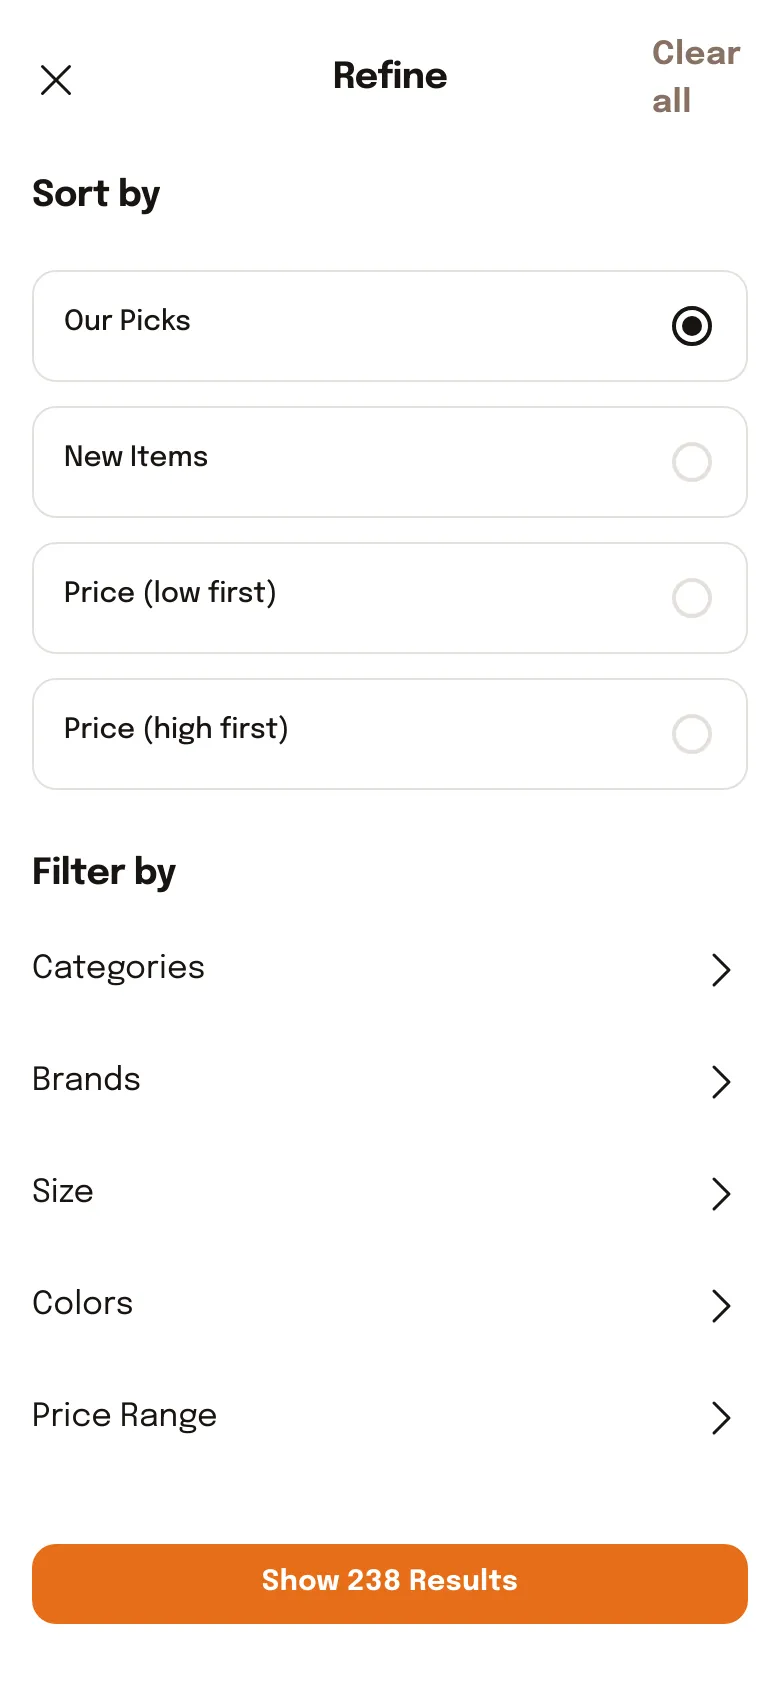 Refine
Clear
all
Sort by
Our Picks
New Items
Price (low first)
Price (high first)
Filter by
Categories
Brands
Size
Colors
Price Range
Show 238 Results